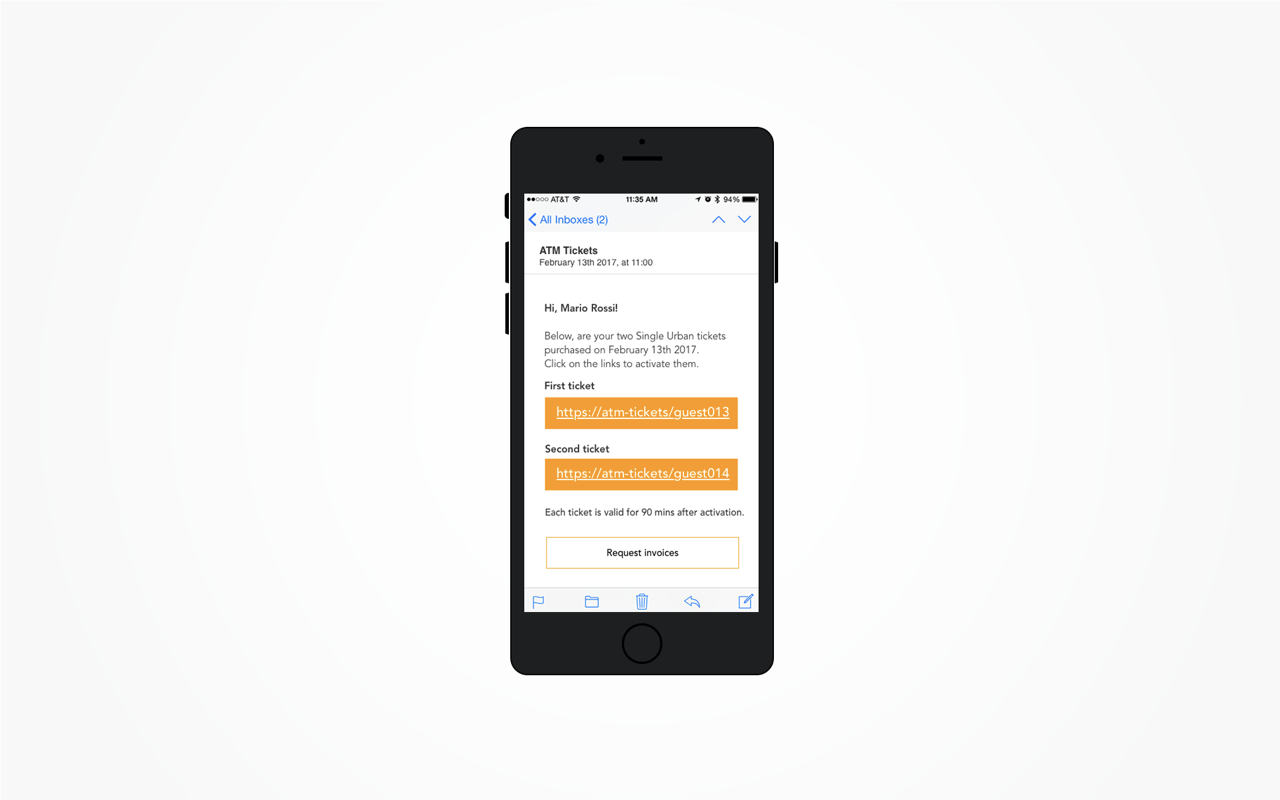 AT&T 11:35 AM 94%
All Inboxes (2)
ATM Tickets
February 13th 2017, at 11:00
Hi, Mario Rossi!
Below, are your two Single Urban tickets
purchased on February 13th 2017.
Click on the links to activate them.
First ticket
https://atm-tickets/guest013
Second ticket
https://atm-tickets/guest014
Each ticket is valid for 90 mins after activation.
Request invoices